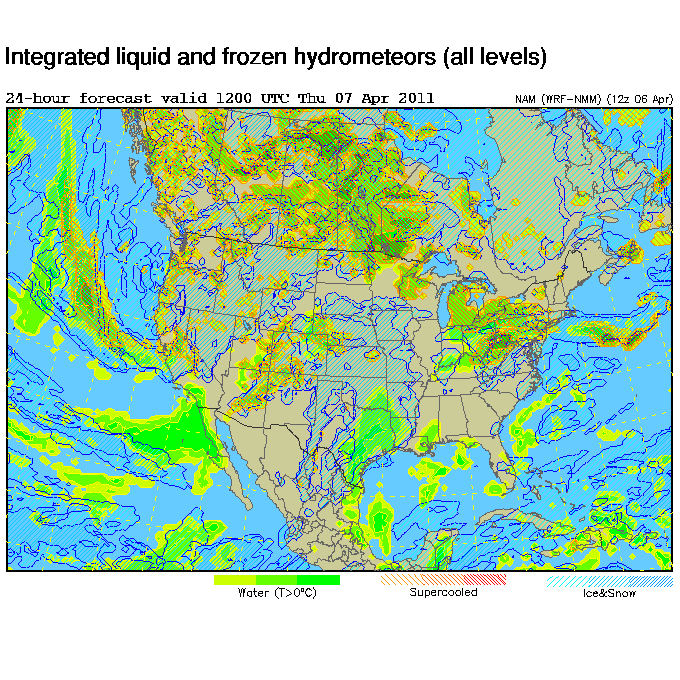 Integrated liquid and frozen hydrometeors (all levels)
24-hour forecast valid 1200 UTC Thu 07 Apr 2011 NAM (WRF-NMM) (12z 06 Apr)
Water (T>0°C) Supercooled Ice&Snow